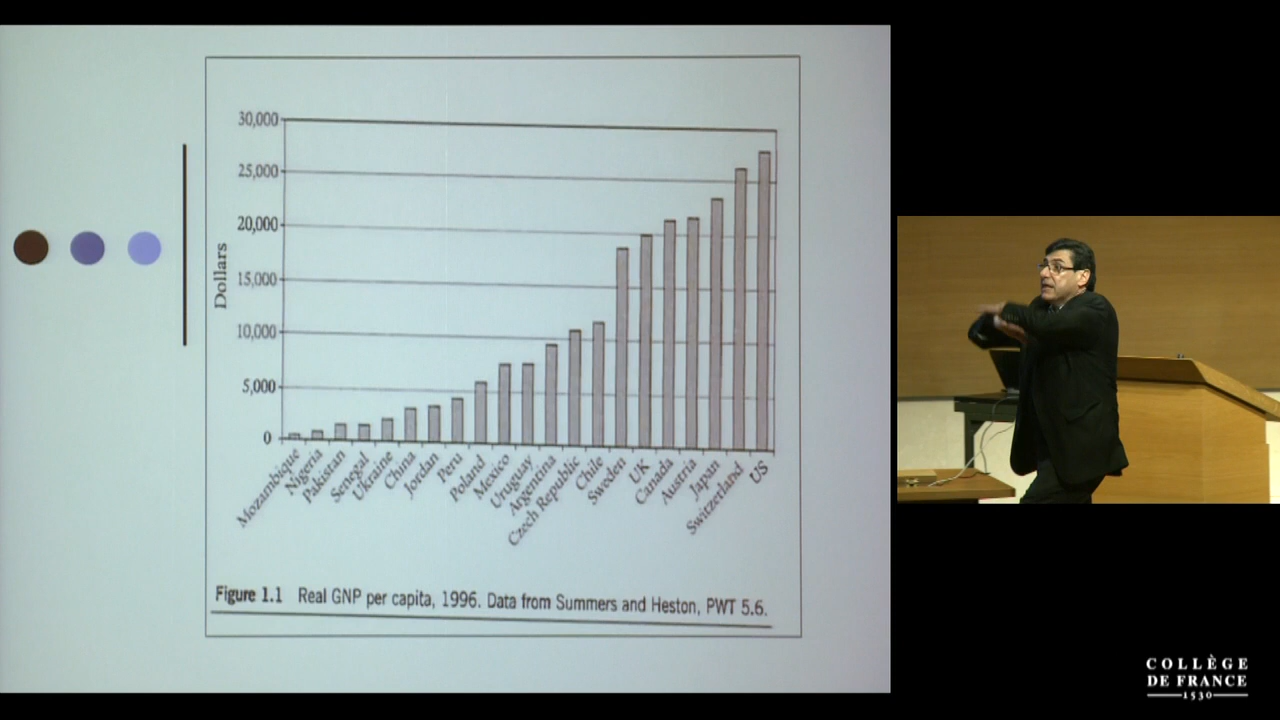 30,000
25,000
20,000
15,000
10,000
5,000
0
Dollars
Mozambique
Nigeria
Pakistan
Senegal
Ukraine
China
Jordan
Peru
Poland
Mexico
Uruguay
Argentina
Czech Republic
Chile
Sweden
UK
Canada
Austria
Japan
Switzetland
US
Figure 1.1 Real GNP per capita, 1996. Data from Summers and Heston, PWT 5.6.
COLLÈGE
DE FRANCE
1530